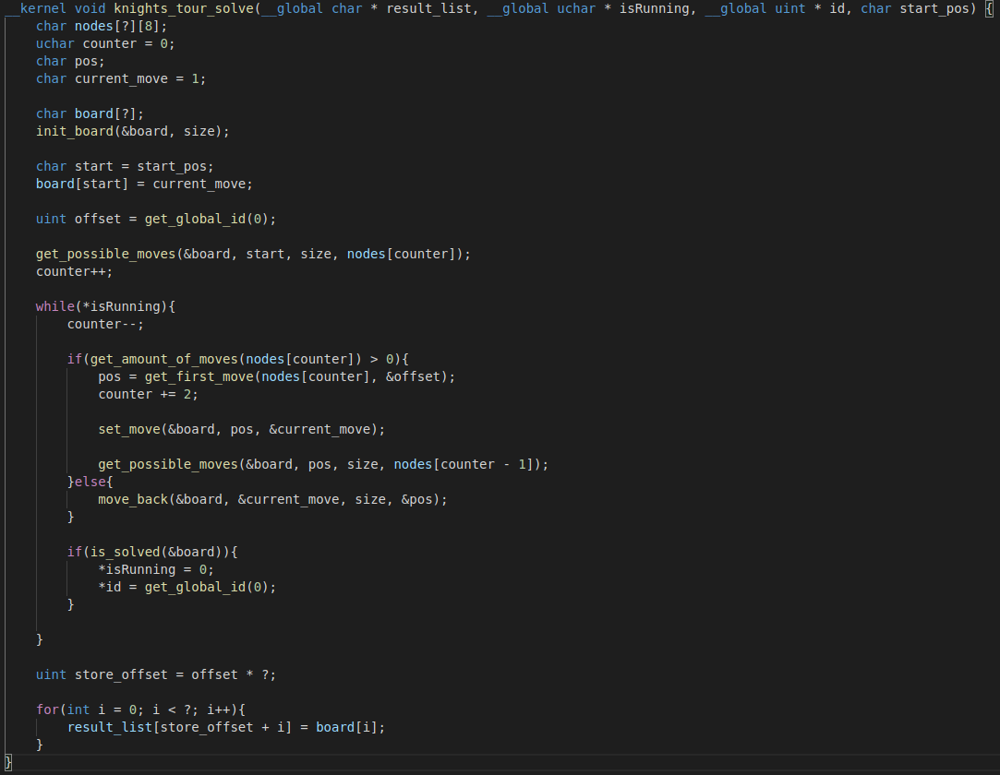 __kernel void knights_tour_solve(__global char * result_list, __global uchar * isRunning, __global uint * id, char start_pos) {
    char nodes[?][8];
    uchar counter = 0;
    char pos;
    char current_move = 1;

    char board[?];
    init_board(&board, size);

    char start = start_pos;
    board[start] = current_move;

    uint offset = get_global_id(0);

    get_possible_moves(&board, start, size, nodes[counter]);
    counter++;

    while(*isRunning){
        counter--;

        if(get_amount_of_moves(nodes[counter]) > 0){
            pos = get_first_move(nodes[counter], &offset);
            counter += 2;

            set_move(&board, pos, &current_move);

            get_possible_moves(&board, pos, size, nodes[counter - 1]);
        }else{
            move_back(&board, &current_move, size, &pos);
        }

        if(is_solved(&board)){
            *isRunning = 0;
            *id = get_global_id(0);
        }

    }

    uint store_offset = offset * ?;

    for(int i = 0; i < ?; i++){
        result_list[store_offset + i] = board[i];
    }
}